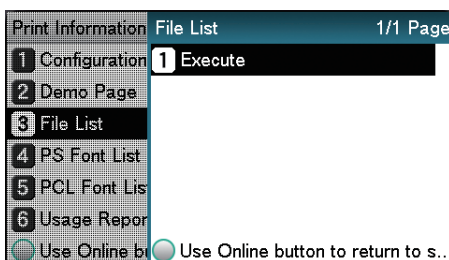 Print Information
1 Configuration
2 Demo Page
3 File List
4 PS Font List
5 PCL Font Lis
6 Usage Repor
Use Online b
File List 1/1 Page
1 Execute
Use Online button to return to s..